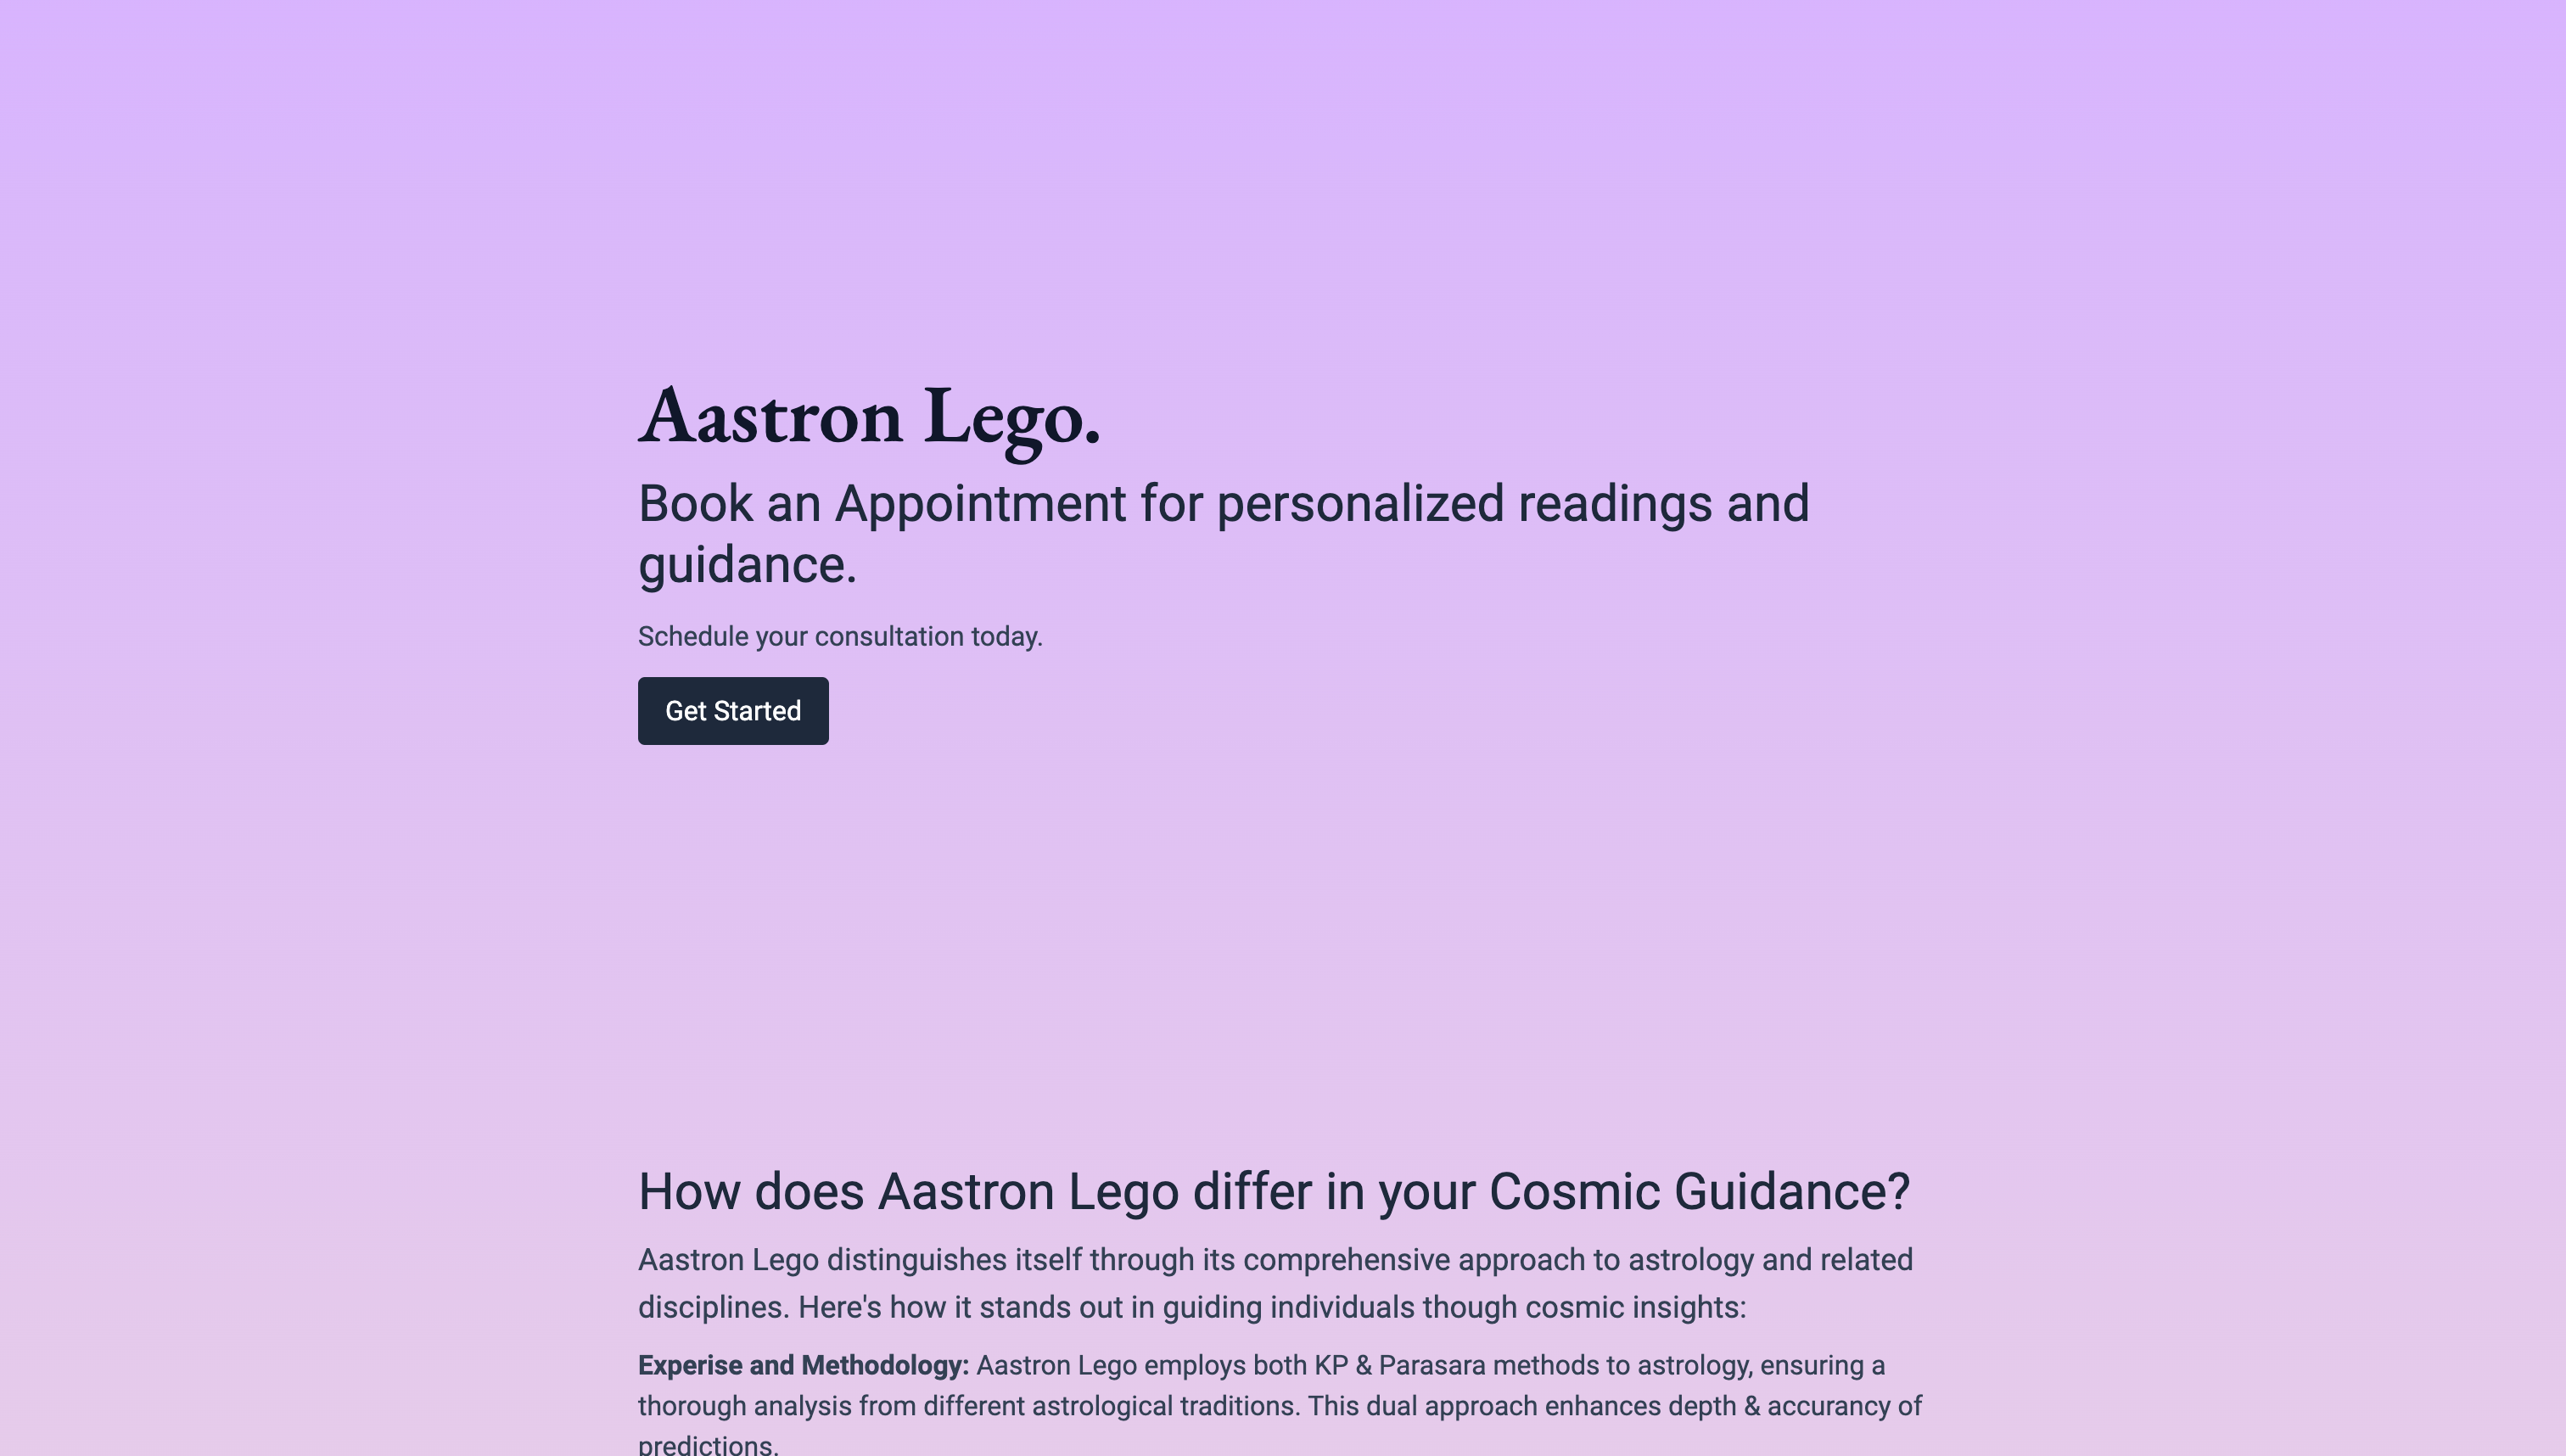 Aastron Lego.
Book an Appointment for personalized readings and
guidance.
Schedule your consultation today.
Get Started
How does Aastron Lego differ in your Cosmic Guidance?
Aastron Lego distinguishes itself through its comprehensive approach to astrology and related
disciplines. Here's how it stands out in guiding individuals though cosmic insights:
Experise and Methodology: Aastron Lego employs both KP & Parasara methods to astrology, ensuring a
thorough analysis from different astrological traditions. This dual approach enhances depth & accurancy of
predictions.